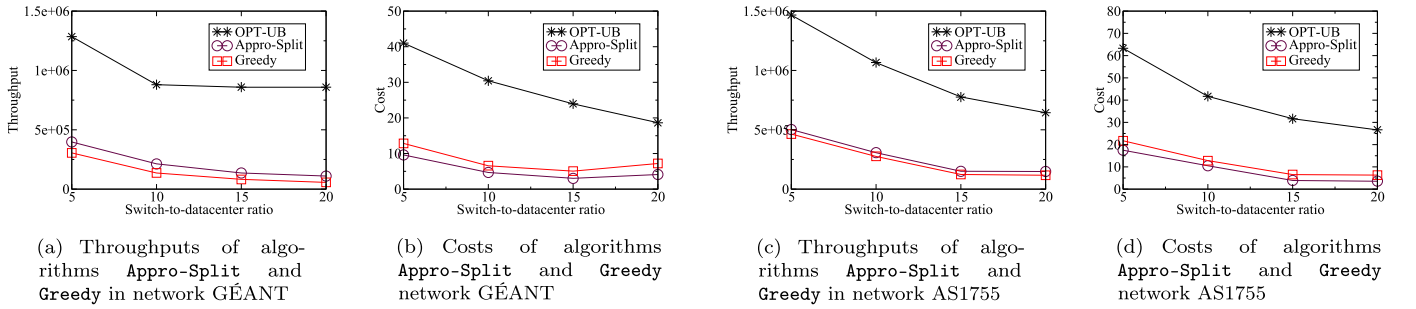 1.5e+06
1e+06
5e+05
0
Throughput
OPT-UB
Appro-Split
Greedy
5 10 15 20
Switch-to-datacenter ratio
(a) Throughputs of algo-
rithms Appro-Split and
Greedy in network GÉANT
50
40
30
20
10
0
Cost
OPT-UB
Appro-Split
Greedy
5 10 15 20
Switch-to-datacenter ratio
(b) Costs of algorithms
Appro-Split and Greedy
network GÉANT
1.5e+06
1e+06
5e+05
0
Throughput
OPT-UB
Appro-Split
Greedy
5 10 15 20
Switch-to-datacenter ratio
(c) Throughputs of algo-
rithms Appro-Split and
Greedy in network AS1755
80
70
60
50
40
30
20
10
0
Cost
OPT-UB
Appro-Split
Greedy
5 10 15 20
Switch-to-datacenter ratio
(d) Costs of algorithms
Appro-Split and Greedy
network AS1755